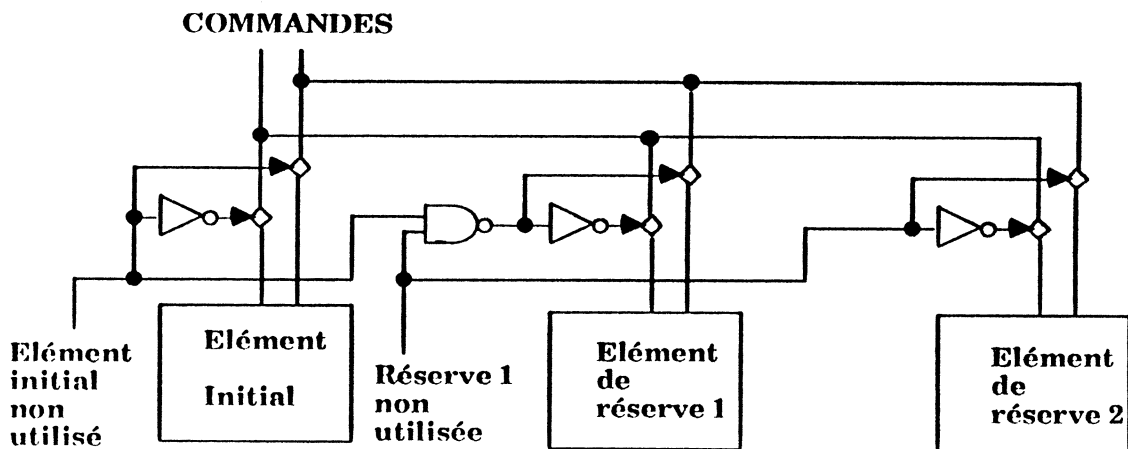 COMMANDES
Elément
initial
non
utilisé
Elément
Initial
Réserve 1
non
utilisée
Elément
de
réserve 1
Elément
de
réserve 2